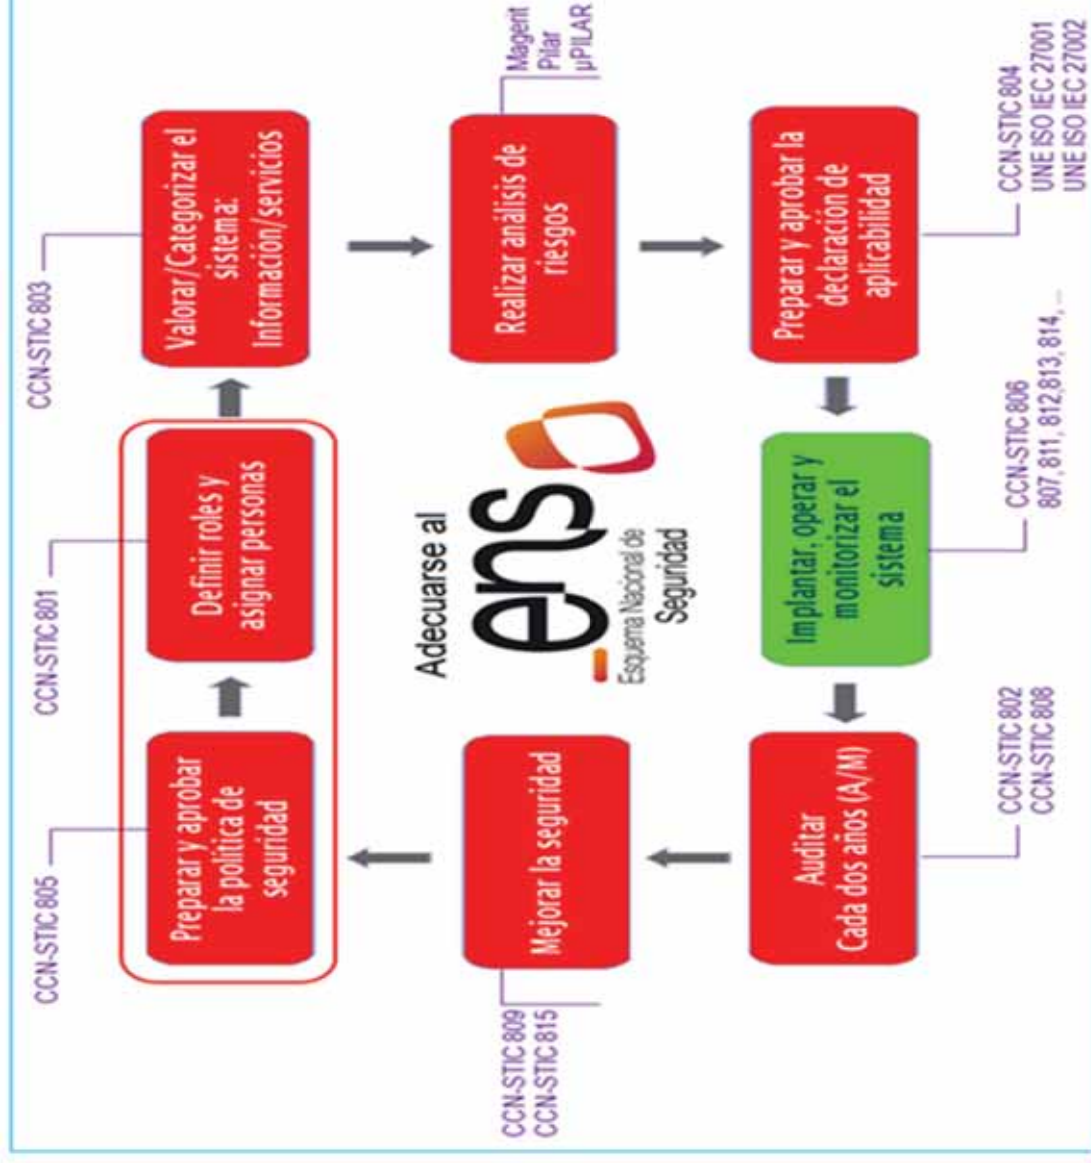 CCN-STIC 805
CCN-STIC 801
CCN-STIC 803
Preparar y aprobar
la política de
seguridad
Definir roles y
asignar personas
Valorar/Categorizar el
sistema:
Información/servicios
Realizar análisis de
riesgos
Magerit
Pilar
µPILAR
Preparar y aprobar la
declaración de
aplicabilidad
CCN-STIC 804
UNE ISO IEC 27001
UNE ISO IEC 27002
Implantar, operar y
monitorizar el
sistema
CCN-STIC 806
807, 811, 812,813, 814, ...
Auditar
Cada dos años (A/M)
CCN-STIC 802
CCN-STIC 808
Mejorar la seguridad
CCN-STIC 809
CCN-STIC 815
Adecuarse al
ens
Esquema Nacional de
Seguridad